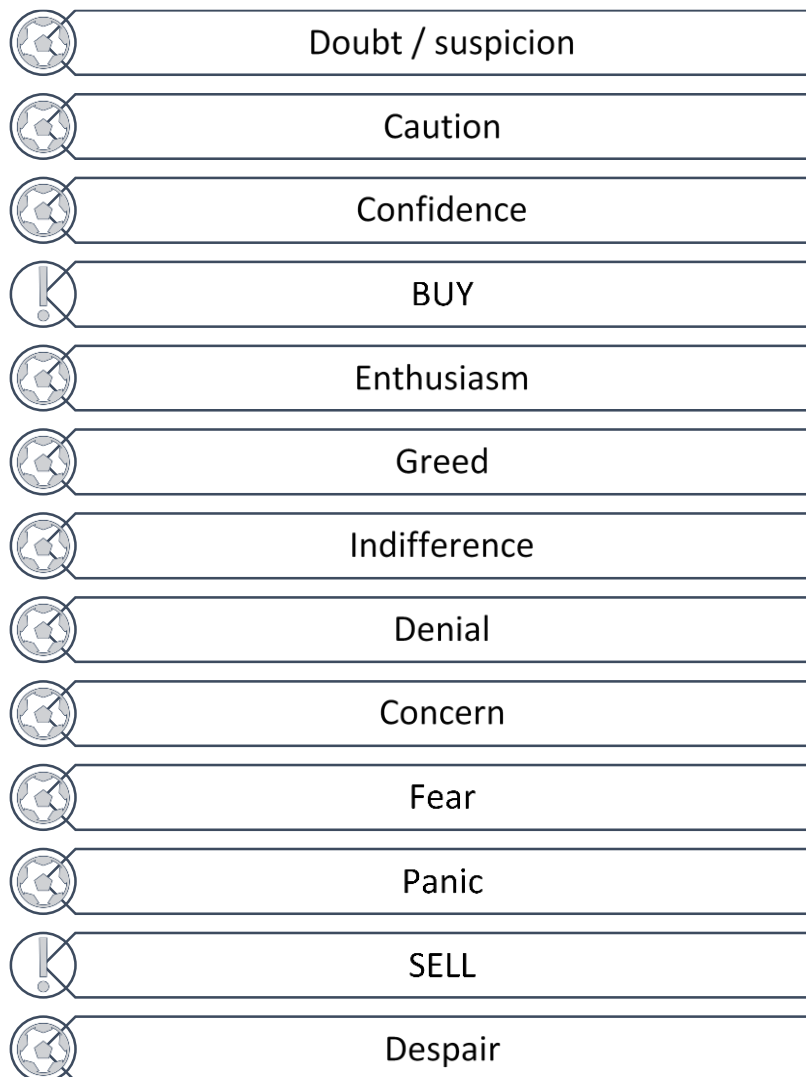 Doubt / suspicion
Caution
Confidence
BUY
Enthusiasm
Greed
Indifference
Denial
Concern
Fear
Panic
SELL
Despair